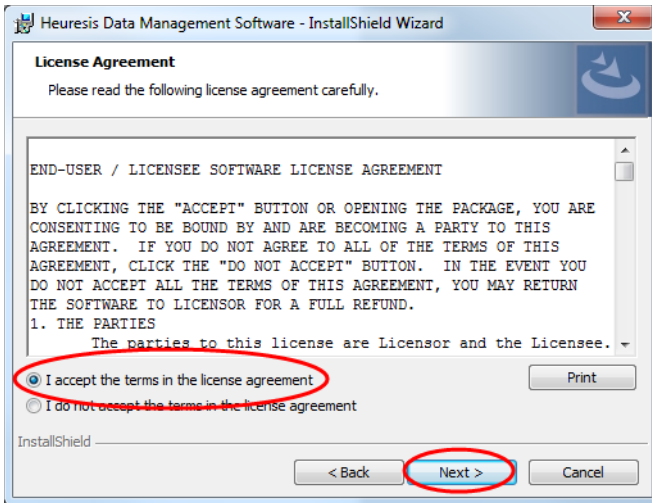 Heuresis Data Management Software - InstallShield Wizard
License Agreement
Please read the following license agreement carefully.
END-USER / LICENSEE SOFTWARE LICENSE AGREEMENT
BY CLICKING THE "ACCEPT" BUTTON OR OPENING THE PACKAGE, YOU ARE
CONSENTING TO BE BOUND BY AND ARE BECOMING A PARTY TO THIS
AGREEMENT.  IF YOU DO NOT AGREE TO ALL OF THE TERMS OF THIS
AGREEMENT, CLICK THE "DO NOT ACCEPT" BUTTON.  IN THE EVENT YOU
DO NOT ACCEPT ALL THE TERMS OF THIS AGREEMENT, YOU MAY RETURN
THE SOFTWARE TO LICENSOR FOR A FULL REFUND.
1. THE PARTIES
The parties to this license are Licensor and the Licensee.
I accept the terms in the license agreement
Print
I do not accept the terms in the license agreement
InstallShield
< Back
Next >
Cancel